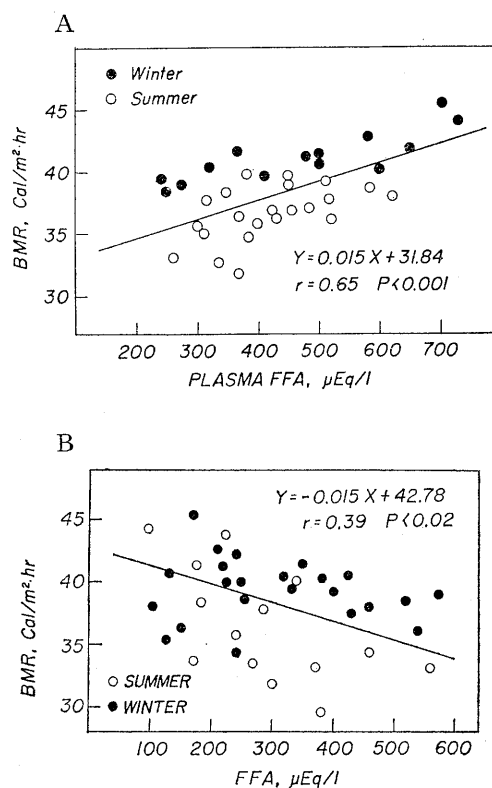 A
BMR, Cal/m²·hr
45
40
35
30
Winter
Summer
Y=0.015 X+31.84
r=0.65 P<0.001
200 300 400 500 600 700
PLASMA FFA, μEq/l
B
BMR, Cal/m²·hr
45
40
35
30
Y=-0.015 X+42.78
r=0.39 P<0.02
SUMMER
WINTER
100 200 300 400 500 600
FFA, μEq/l